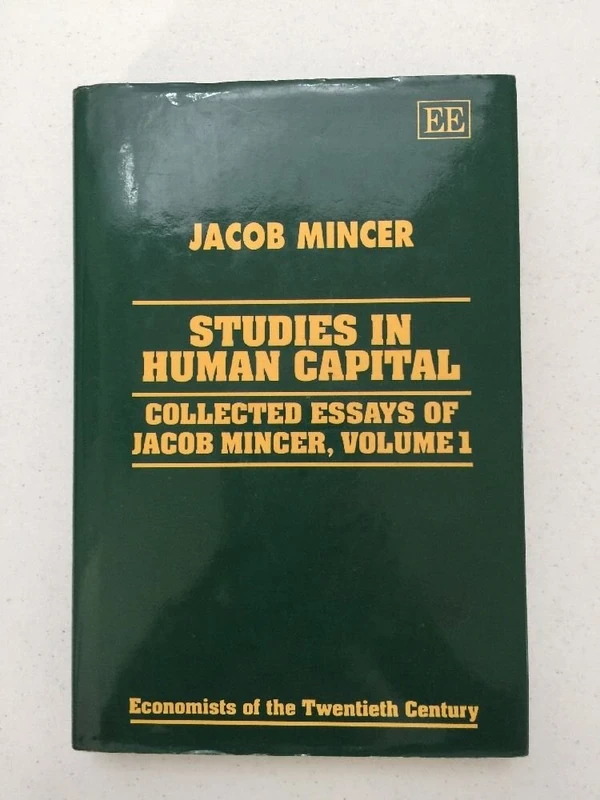 EE
JACOB MINCER
STUDIES IN
HUMAN CAPITAL
COLLECTED ESSAYS OF
JACOB MINCER, VOLUME 1
Economists of the Twentieth Century